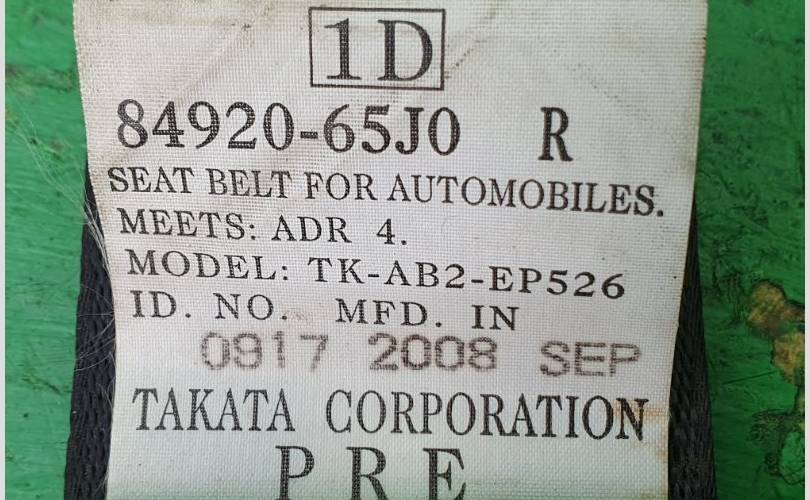 1D
84920-65J0 R
SEAT BELT FOR AUTOMOBILES.
MEETS: ADR 4.
MODEL: TK-AB2-EP526
ID. NO. MFD. IN
0917 2008 SEP
TAKATA CORPORATION
PRE